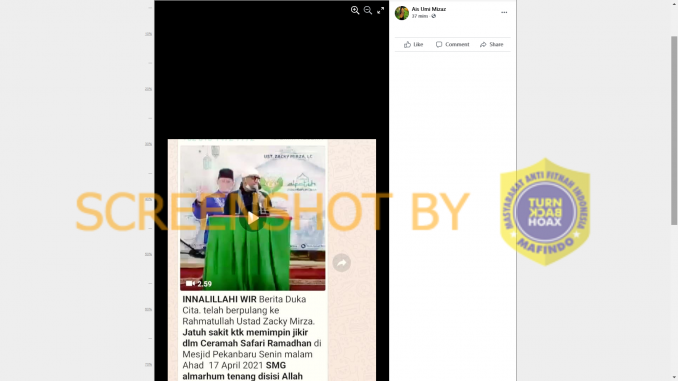 Ais Umi Mizaz
37 mins
Like
Comment
Share
UST. ZACKY MIRZA, LC
SCREENSHOT BY
MASYARAKAT ANTI FITNAH INDONESIA
TURN
BACK
HOAX
MAFINDO
2.59
INNALILLAHI WIR Berita Duka
Cita. telah berpulang ke
Rahmatullah Ustad Zacky Mirza.
Jatuh sakit ktk memimpin jikir
dlm Ceramah Safari Ramadhan di
Mesjid Pekanbaru Senin malam
Ahad 17 April 2021 SMG
almarhum tenang disisi Allah